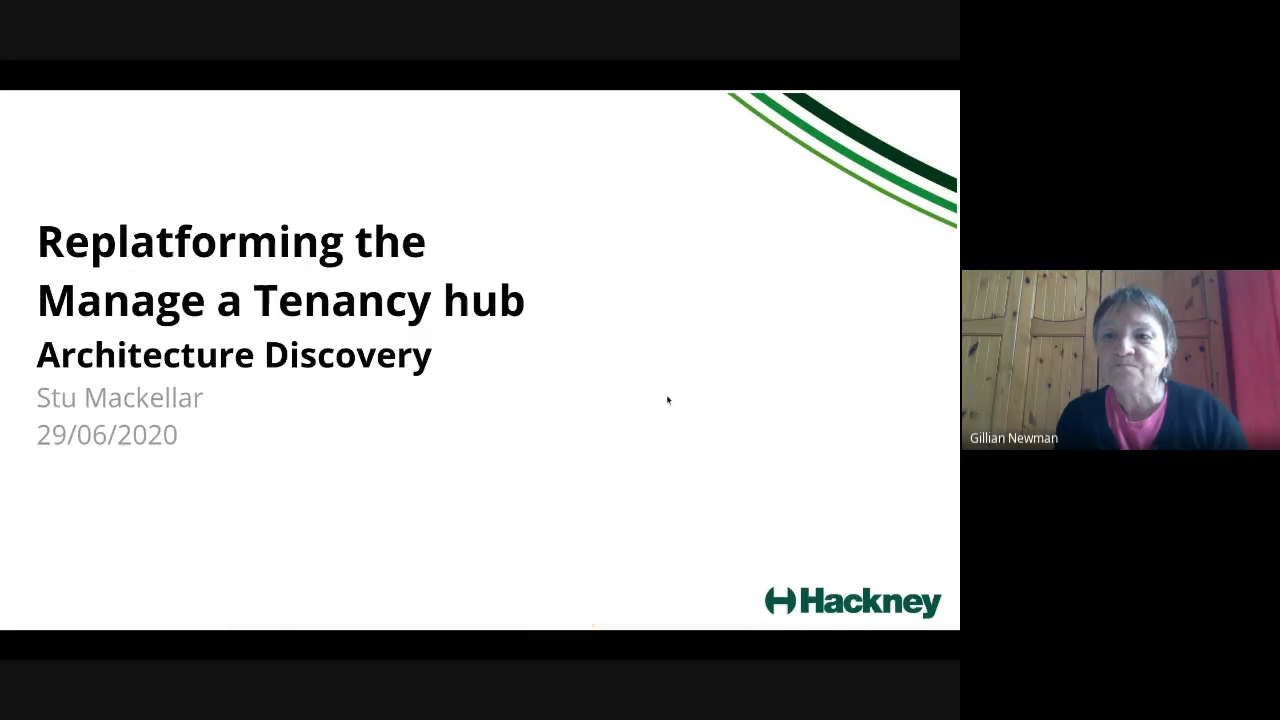 Replatforming the
Manage a Tenancy hub
Architecture Discovery
Stu Mackellar
29/06/2020
Hackney
Gillian Newman